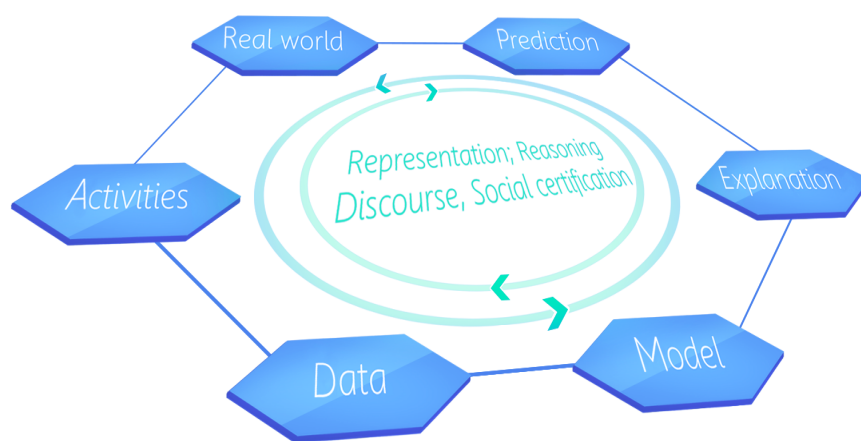 Real world
Prediction
Representation; Reasoning
Explanation
Activities
Discourse, Social certification
Model
Data